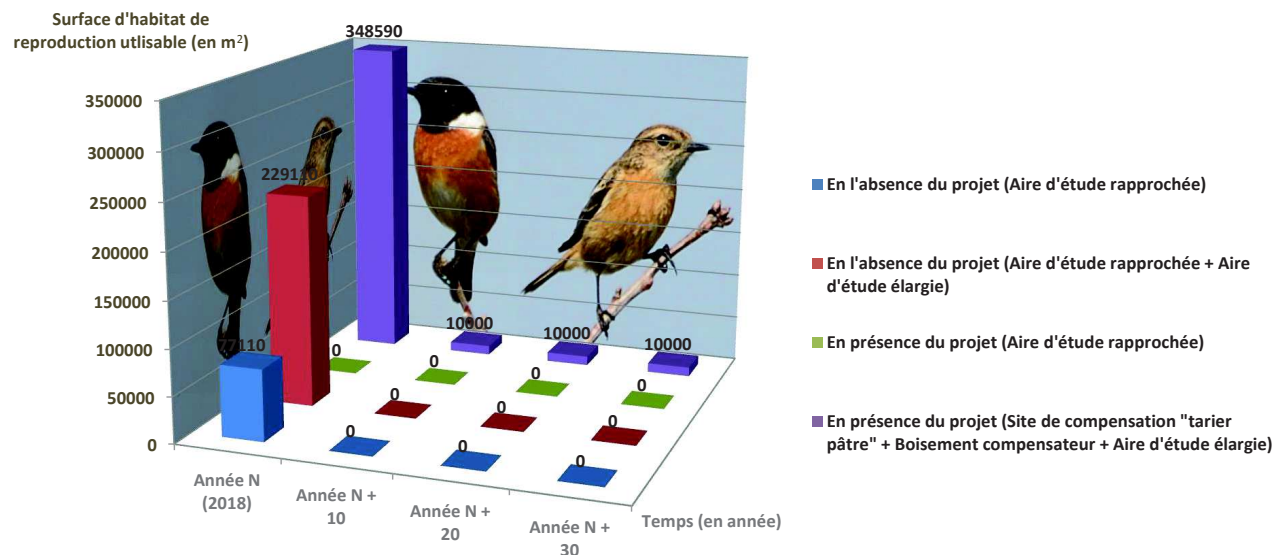 Surface d'habitat de
reproduction utlisable (en m²)
350000
300000
250000
200000
150000
100000
50000
0
348590
229110
77110
10000
10000
10000
0
0
0
0
0
0
0
0
0
0
Année N
(2018)
Année N +
10
Année N +
20
Année N +
30
Temps (en année)
En l'absence du projet (Aire d'étude rapprochée)
En l'absence du projet (Aire d'étude rapprochée + Aire
d'étude élargie)
En présence du projet (Aire d'étude rapprochée)
En présence du projet (Site de compensation "tarier
pâtre" + Boisement compensateur + Aire d'étude élargie)